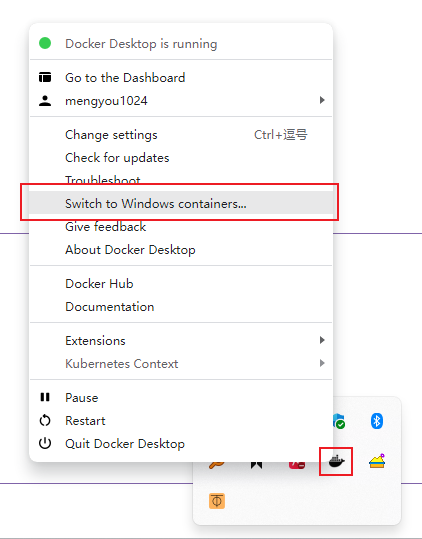 Docker Desktop is running
Go to the Dashboard
mengyou1024
Change settings Ctrl+逗号
Check for updates
Troubleshoot
Switch to Windows containers...
Give feedback
About Docker Desktop
Docker Hub
Documentation
Extensions
Kubernetes Context
Pause
Restart
Quit Docker Desktop